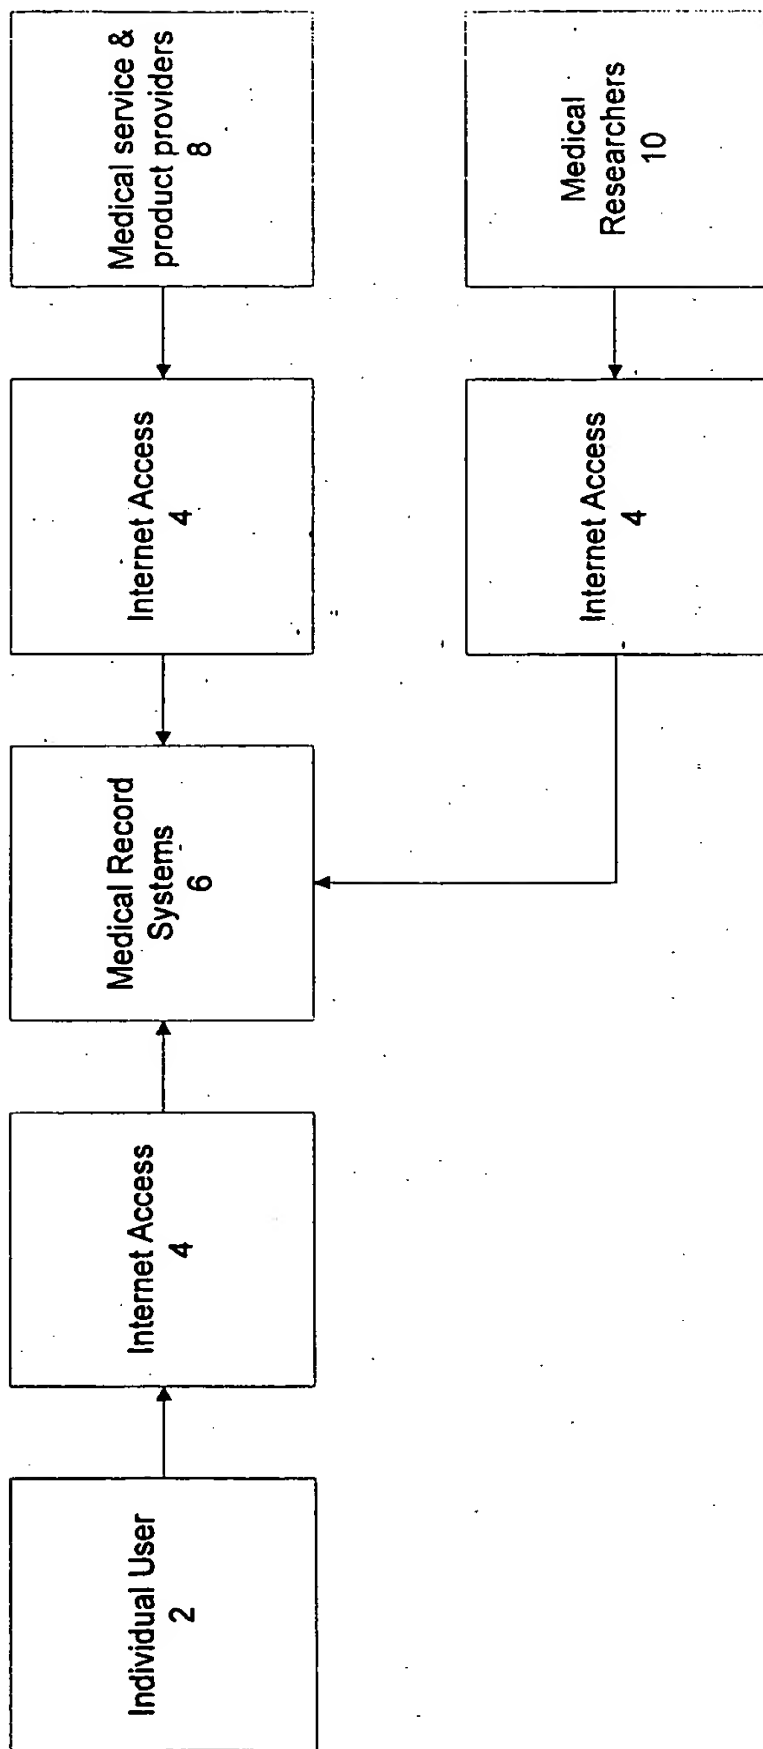 Individual User
2
Internet Access
4
Medical Record
Systems
6
Internet Access
4
Medical service &
product providers
8
Internet Access
4
Medical
Researchers
10